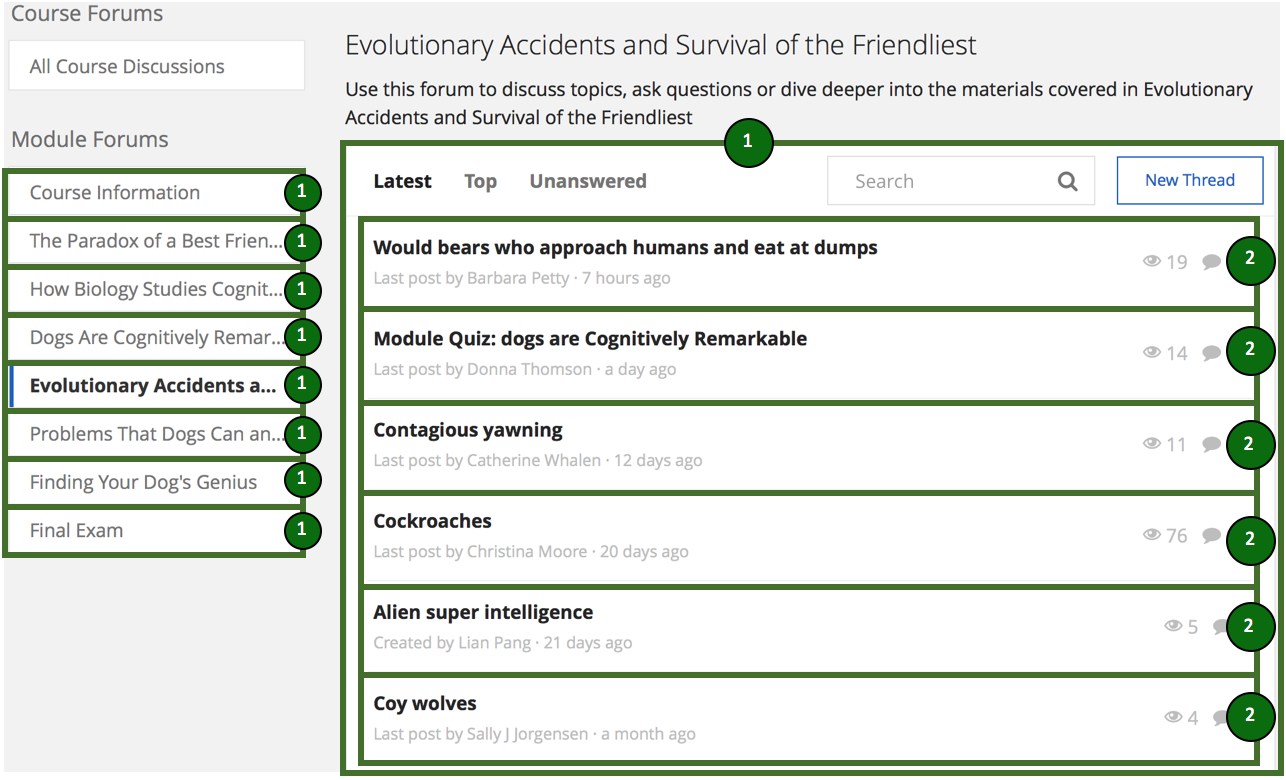 Course Forums
All Course Discussions
Module Forums
Course Information 1
The Paradox of a Best Frien... 1
How Biology Studies Cognit... 1
Dogs Are Cognitively Remar... 1
Evolutionary Accidents a... 1
Problems That Dogs Can an... 1
Finding Your Dog's Genius 1
Final Exam 1
Evolutionary Accidents and Survival of the Friendliest
Use this forum to discuss topics, ask questions or dive deeper into the materials covered in Evolutionary
Accidents and Survival of the Friendliest
1
Latest Top Unanswered Search New Thread
Would bears who approach humans and eat at dumps
Last post by Barbara Petty · 7 hours ago
19 2
Module Quiz: dogs are Cognitively Remarkable
Last post by Donna Thomson · a day ago
14 2
Contagious yawning
Last post by Catherine Whalen · 12 days ago
11 2
Cockroaches
Last post by Christina Moore · 20 days ago
76 2
Alien super intelligence
Created by Lian Pang · 21 days ago
5 2
Coy wolves
Last post by Sally J Jorgensen · a month ago
4 2